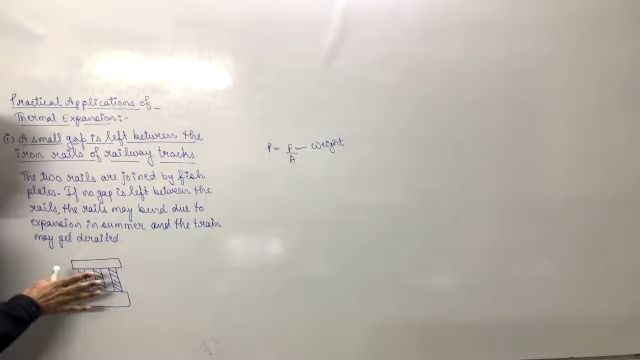 Practical Applications of
Thermal Expansion:-
(i) A small gap is left between the
iron rails of railway tracks
The two rails are joined by fish
plates. If no gap is left between the
rails, the rails may bend due to
expansion in summer and the train
may get derailed.
P = F/A — Weight